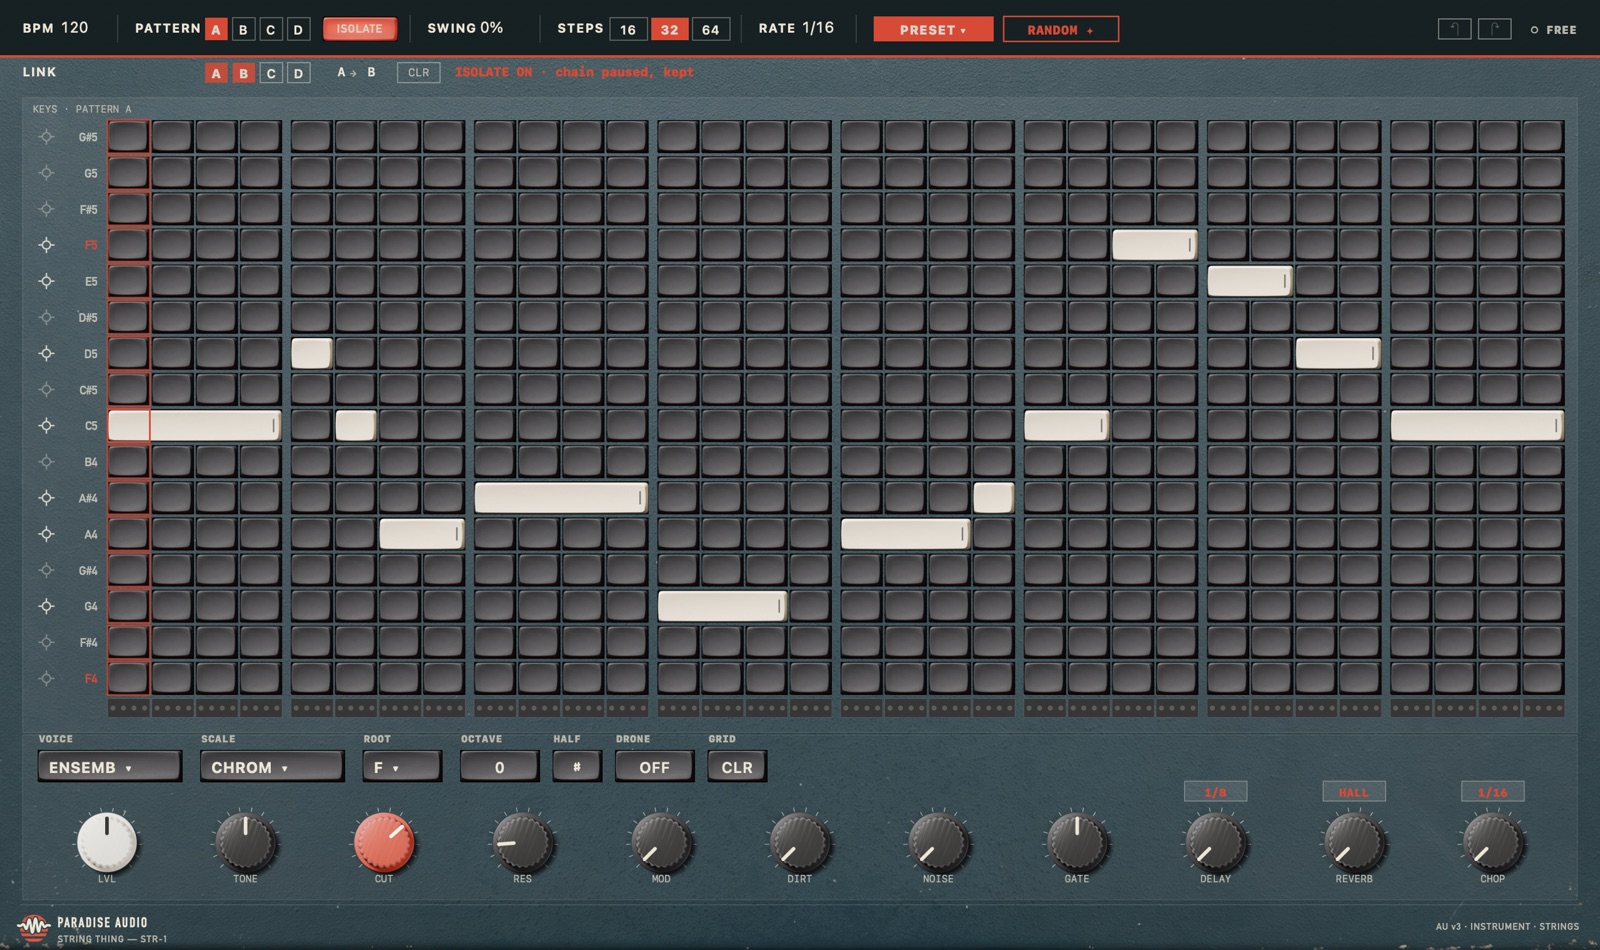 BPM 120 PATTERN A B C D ISOLATE SWING 0% STEPS 16 32 64 RATE 1/16 PRESET ▾ RANDOM + FREE
LINK A B C D A → B CLR ISOLATE ON · chain paused, kept
KEYS · PATTERN A
G#5
G5
F#5
F5
E5
D#5
D5
C#5
C5
B4
A#4
A4
G#4
G4
F#4
F4
VOICE SCALE ROOT OCTAVE HALF DRONE GRID
ENSEMB ▾ CHROM ▾ F ▾ 0 # OFF CLR
1/8 HALL 1/16
LVL TONE CUT RES MOD DIRT NOISE GATE DELAY REVERB CHOP
PARADISE AUDIO
STRING THING — STR-1
AU v3 · INSTRUMENT · STRINGS